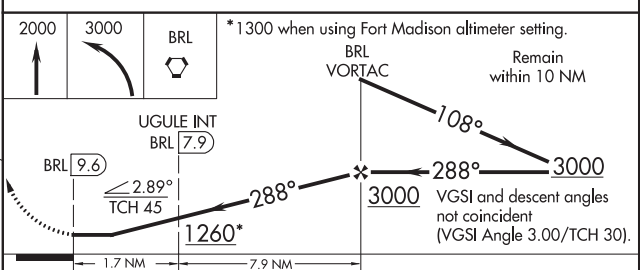 2000
3000
BRL
*1300 when using Fort Madison altimeter setting.
BRL
VORTAC
Remain
within 10 NM
UGULE INT
BRL 7.9
108°
BRL 9.6
2.89°
TCH 45
288°
288°
3000
3000
1260*
VGSI and descent angles
not coincident
(VGSI Angle 3.00/TCH 30).
1.7 NM
7.9 NM